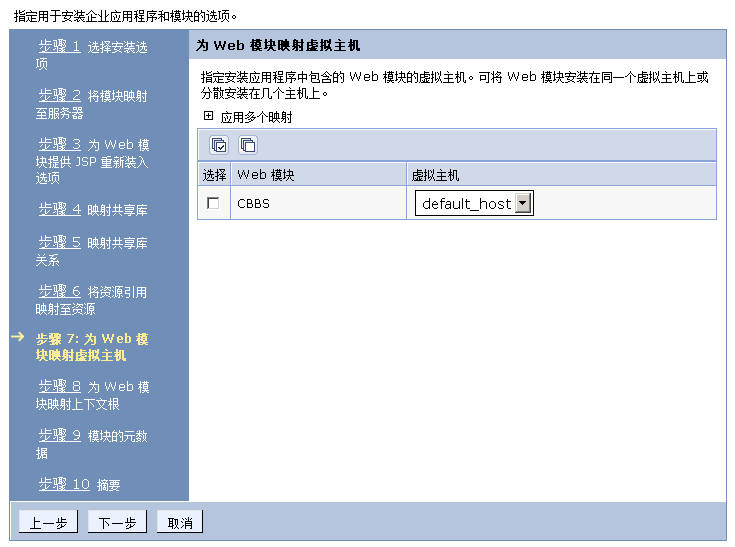 指定用于安装企业应用程序和模块的选项。
步骤 1 选择安装选
项
步骤 2 将模块映射
至服务器
步骤 3 为 Web 模
块提供 JSP 重新装入
选项
步骤 4 映射共享库
步骤 5 映射共享库
关系
步骤 6 将资源引用
映射至资源
步骤 7: 为 Web 模
块映射虚拟主机
步骤 8 为 Web 模
块映射上下文根
步骤 9 模块的元数
据
步骤 10 摘要
为 Web 模块映射虚拟主机
指定安装应用程序中包含的 Web 模块的虚拟主机。可将 Web 模块安装在同一个虚拟主机上或
分散安装在几个主机上。
应用多个映射
选择 Web 模块 虚拟主机
CBBS default_host
上一步 下一步 取消